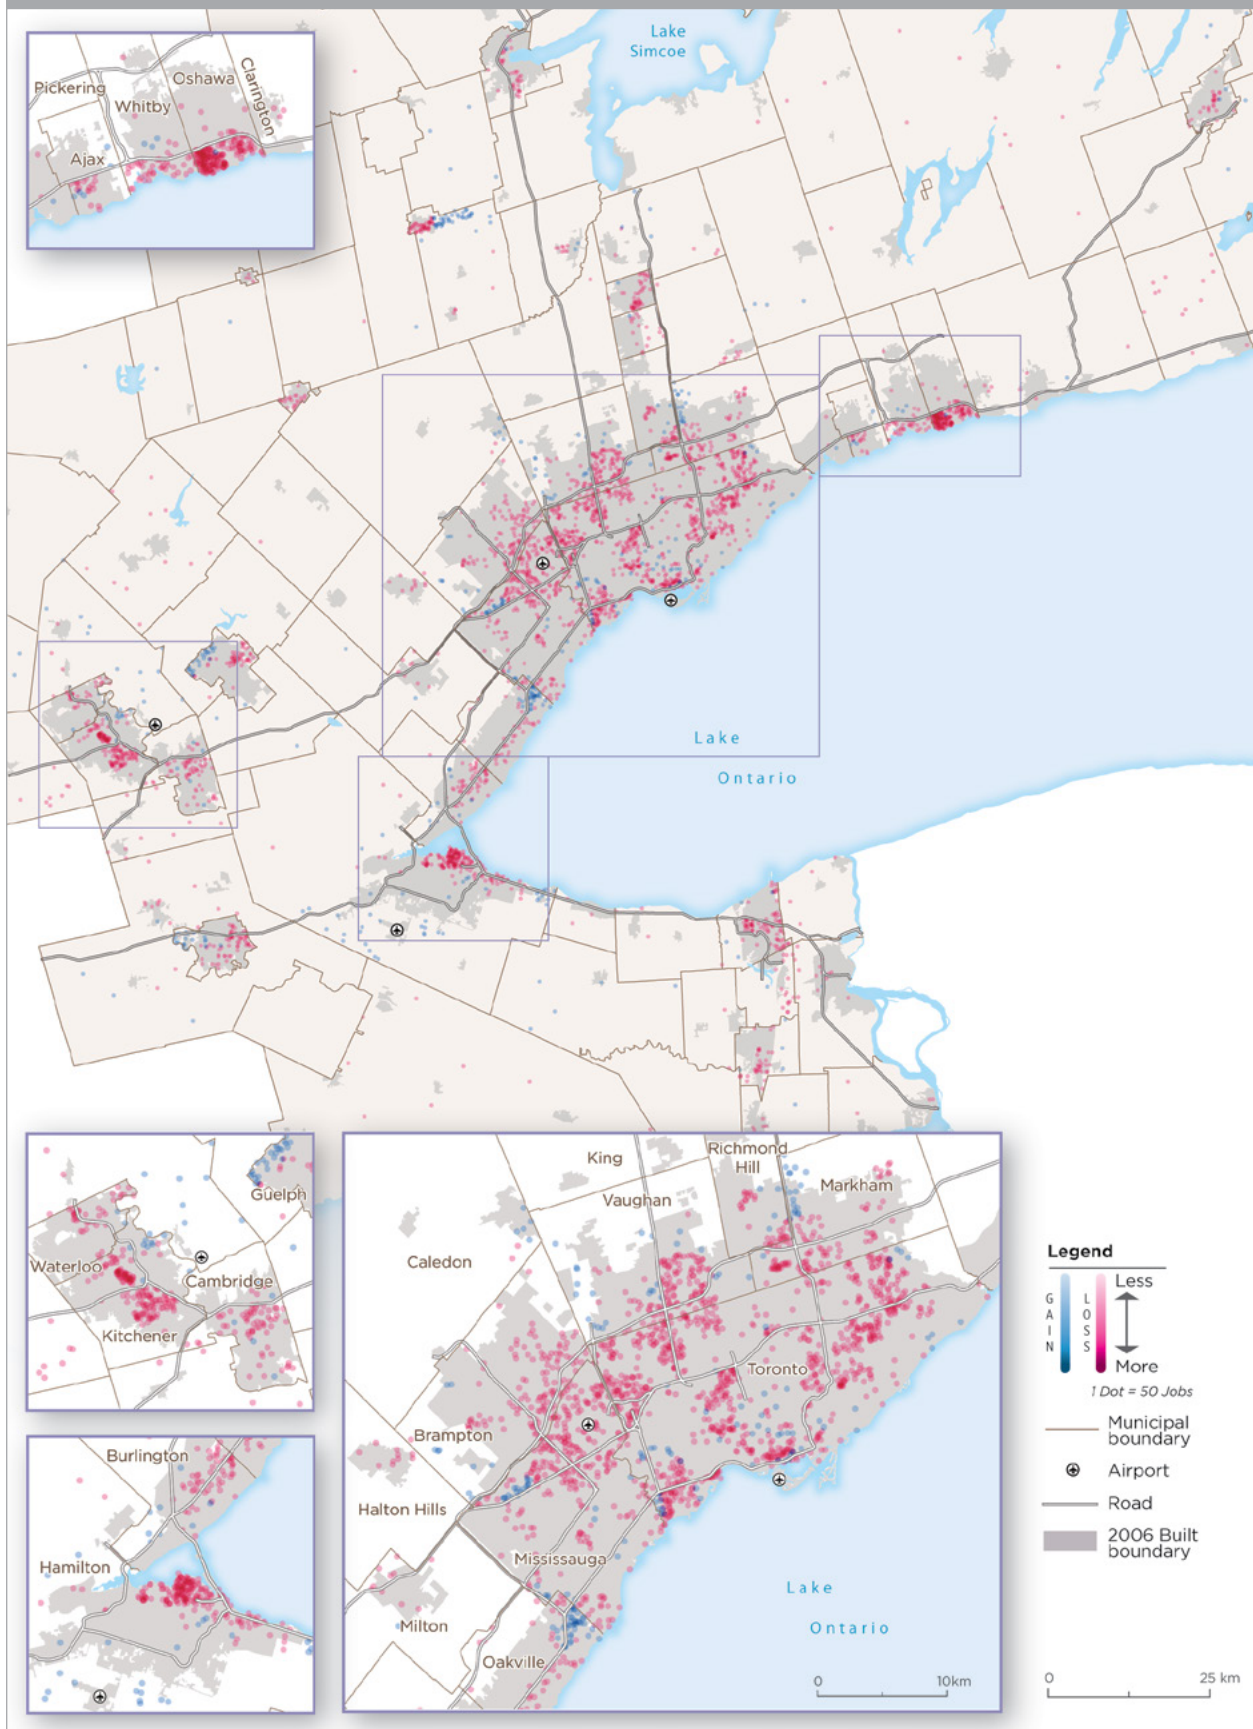 Lake
Simcoe
Pickering
Oshawa
Clarington
Whitby
Ajax
Lake
Ontario
Guelph
Waterloo
Cambridge
Kitchener
Burlington
Hamilton
King
Richmond
Hill
Vaughan
Markham
Caledon
Toronto
Brampton
Halton Hills
Mississauga
Milton
Oakville
Lake
Ontario
0 10km
Legend
GAIN
LOSS
Less
More
1 Dot = 50 Jobs
Municipal
boundary
Airport
Road
2006 Built
boundary
0 25 km